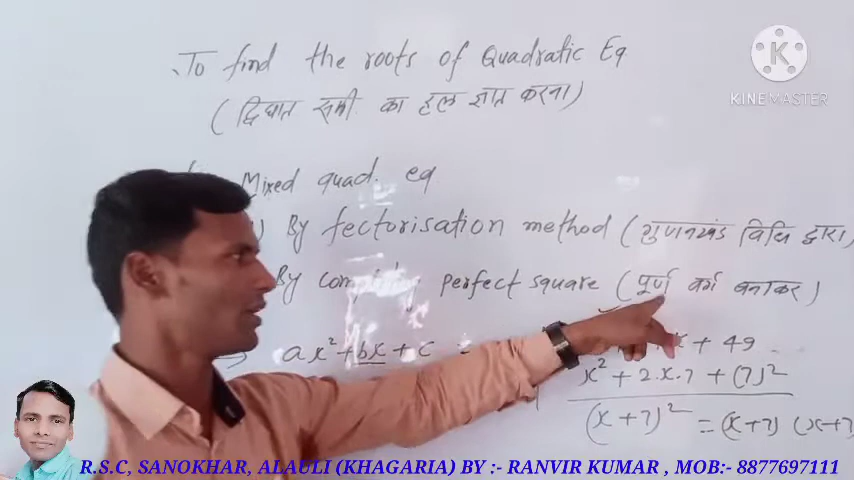 To find the roots of Quadratic Eq
(द्विघात समी. का हल ज्ञात करना)
KINEMASTER
Mixed quad. eq
) By fectorisation method (गुणनखंड विधि द्वारा
By perfect square (पूर्ण वर्ग बनाकर)
→ ax² + bx + c =
+ 49
x² + 2.x.7 + (7)²
(x+7)² = (x+7) (x+7
R.S.C, SANOKHAR, ALAULI (KHAGARIA) BY :- RANVIR KUMAR , MOB:- 8877697111